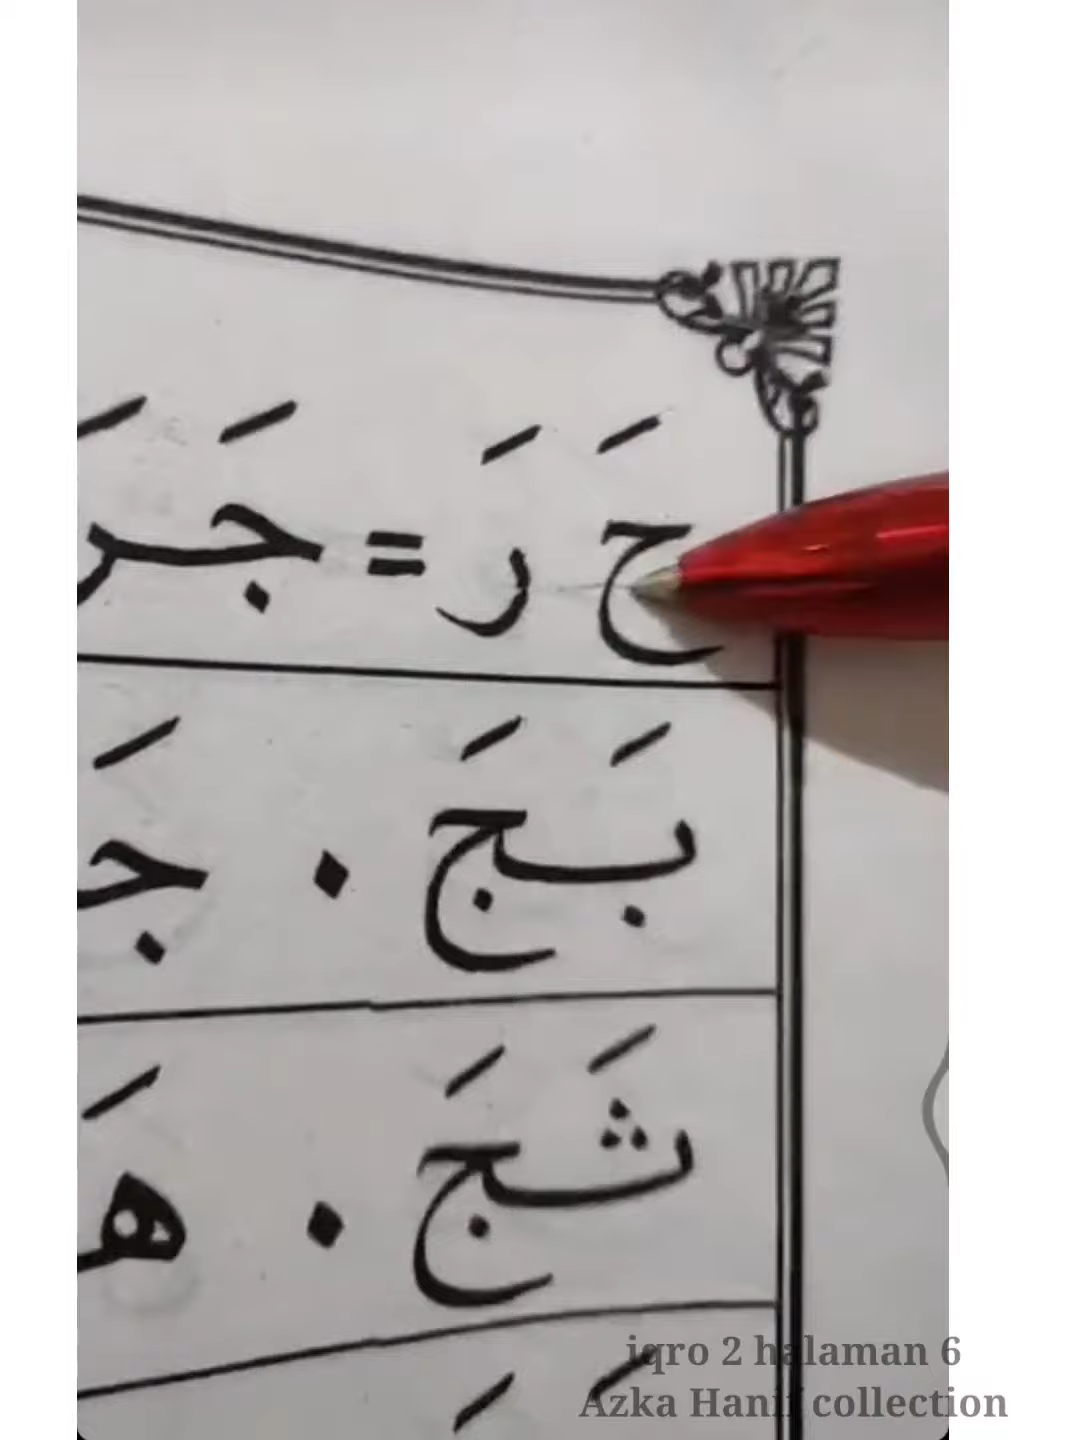 جَ رَ = جَرَ
بَجَ . جَـ
ثَجَ . هَـ
iqro 2 halaman 6
Azka Hanif collection